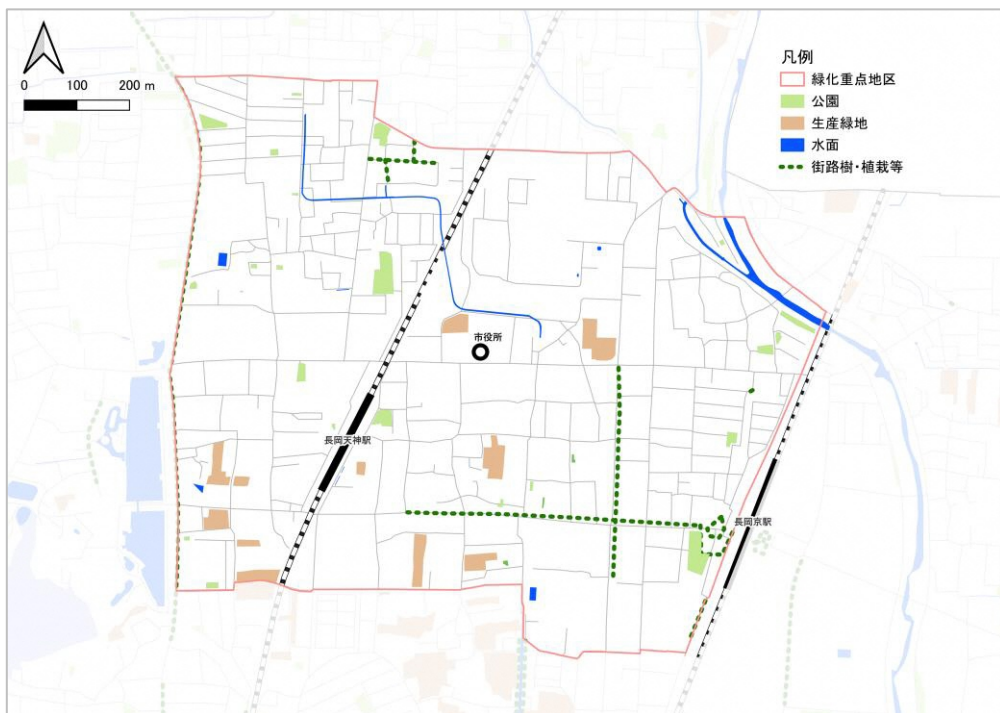 0 100 200 m
凡例
緑化重点地区
公園
生産緑地
水面
街路樹・植栽等
市役所
長岡天神駅
長岡京駅